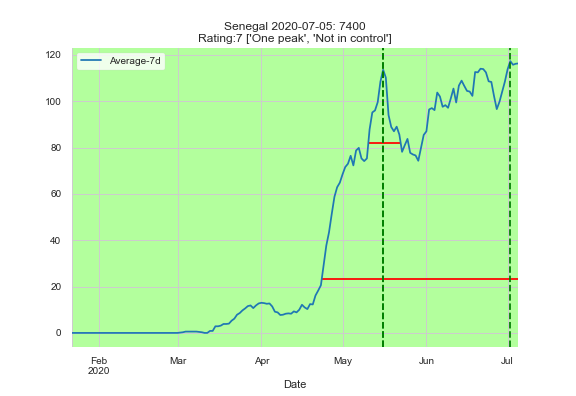 Senegal 2020-07-05: 7400
Rating:7 ['One peak', 'Not in control']
Average-7d
120
100
80
60
40
20
0
Feb
2020
Mar
Apr
May
Jun
Jul
Date